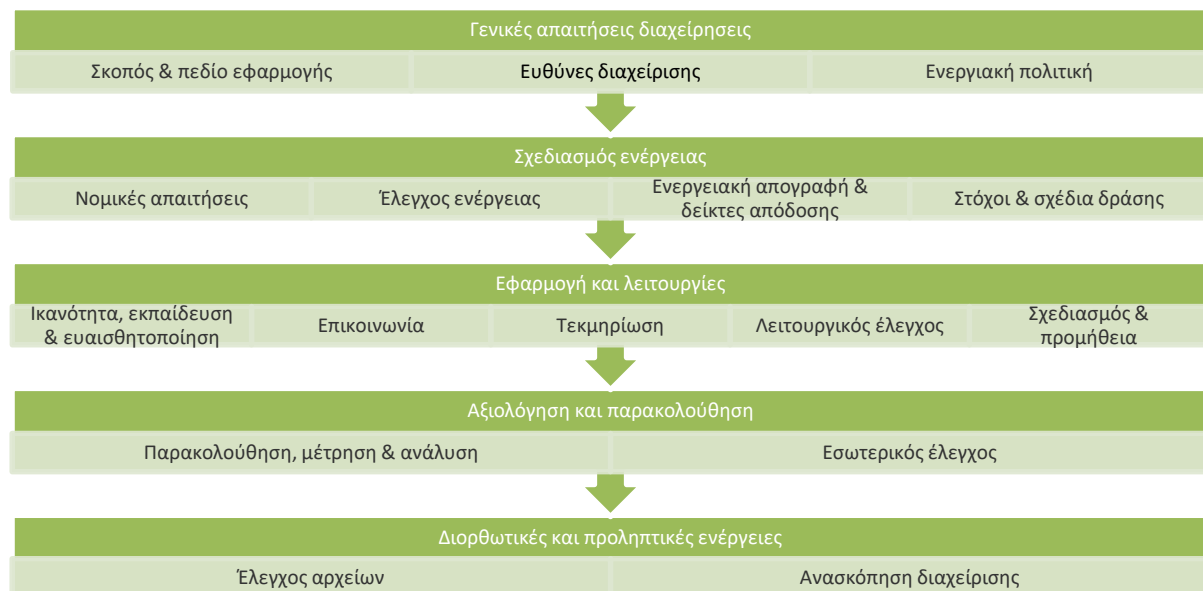 Γενικές απαιτήσεις διαχείρησεις
Σκοπός & πεδίο εφαρμογής
Ευθύνες διαχείρισης
Ενεργιακή πολιτική
Σχεδιασμός ενέργειας
Νομικές απαιτήσεις
Έλεγχος ενέργειας
Ενεργειακή απογραφή &
δείκτες απόδοσης
Στόχοι & σχέδια δράσης
Εφαρμογή και λειτουργίες
Ικανότητα, εκπαίδευση
& ευαισθητοποίηση
Επικοινωνία
Τεκμηρίωση
Λειτουργικός έλεγχος
Σχεδιασμός &
προμήθεια
Αξιολόγηση και παρακολούθηση
Παρακολούθηση, μέτρηση & ανάλυση
Εσωτερικός έλεγχος
Διορθωτικές και προληπτικές ενέργειες
Έλεγχος αρχείων
Ανασκόπηση διαχείρισης